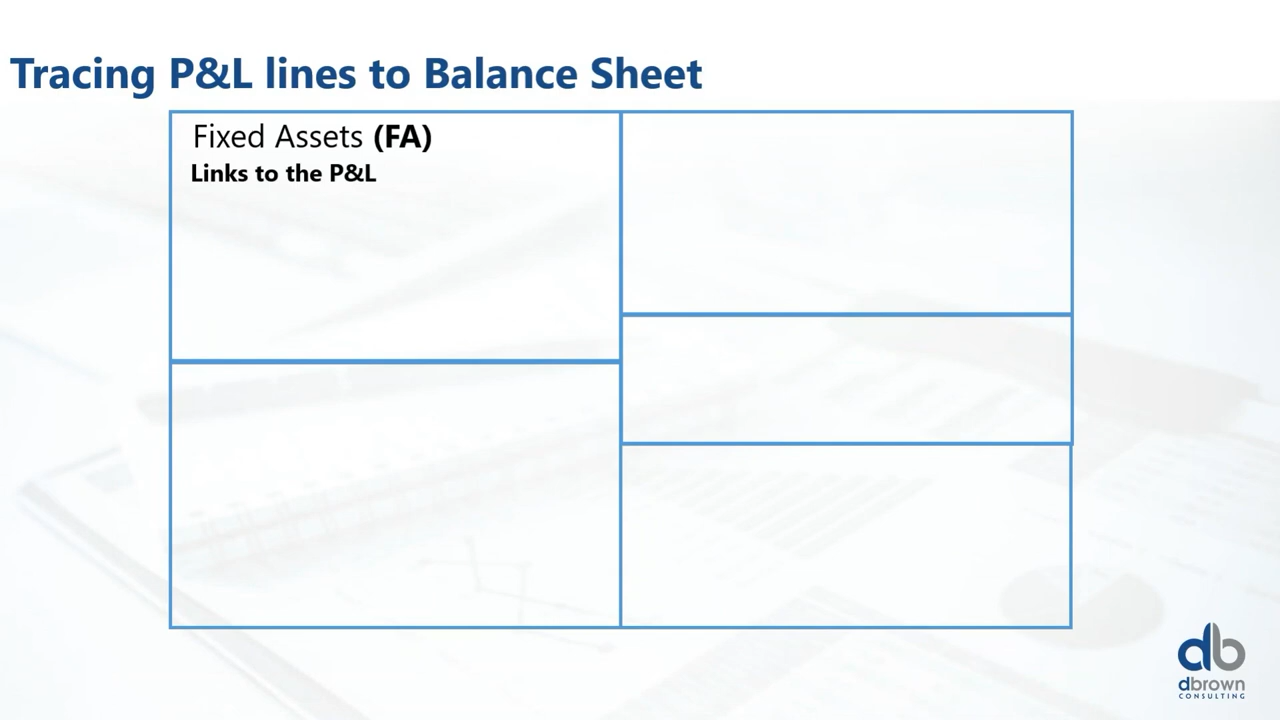 Tracing P&L lines to Balance Sheet
Fixed Assets (FA)
Links to the P&L
db
dbrown
CONSULTING